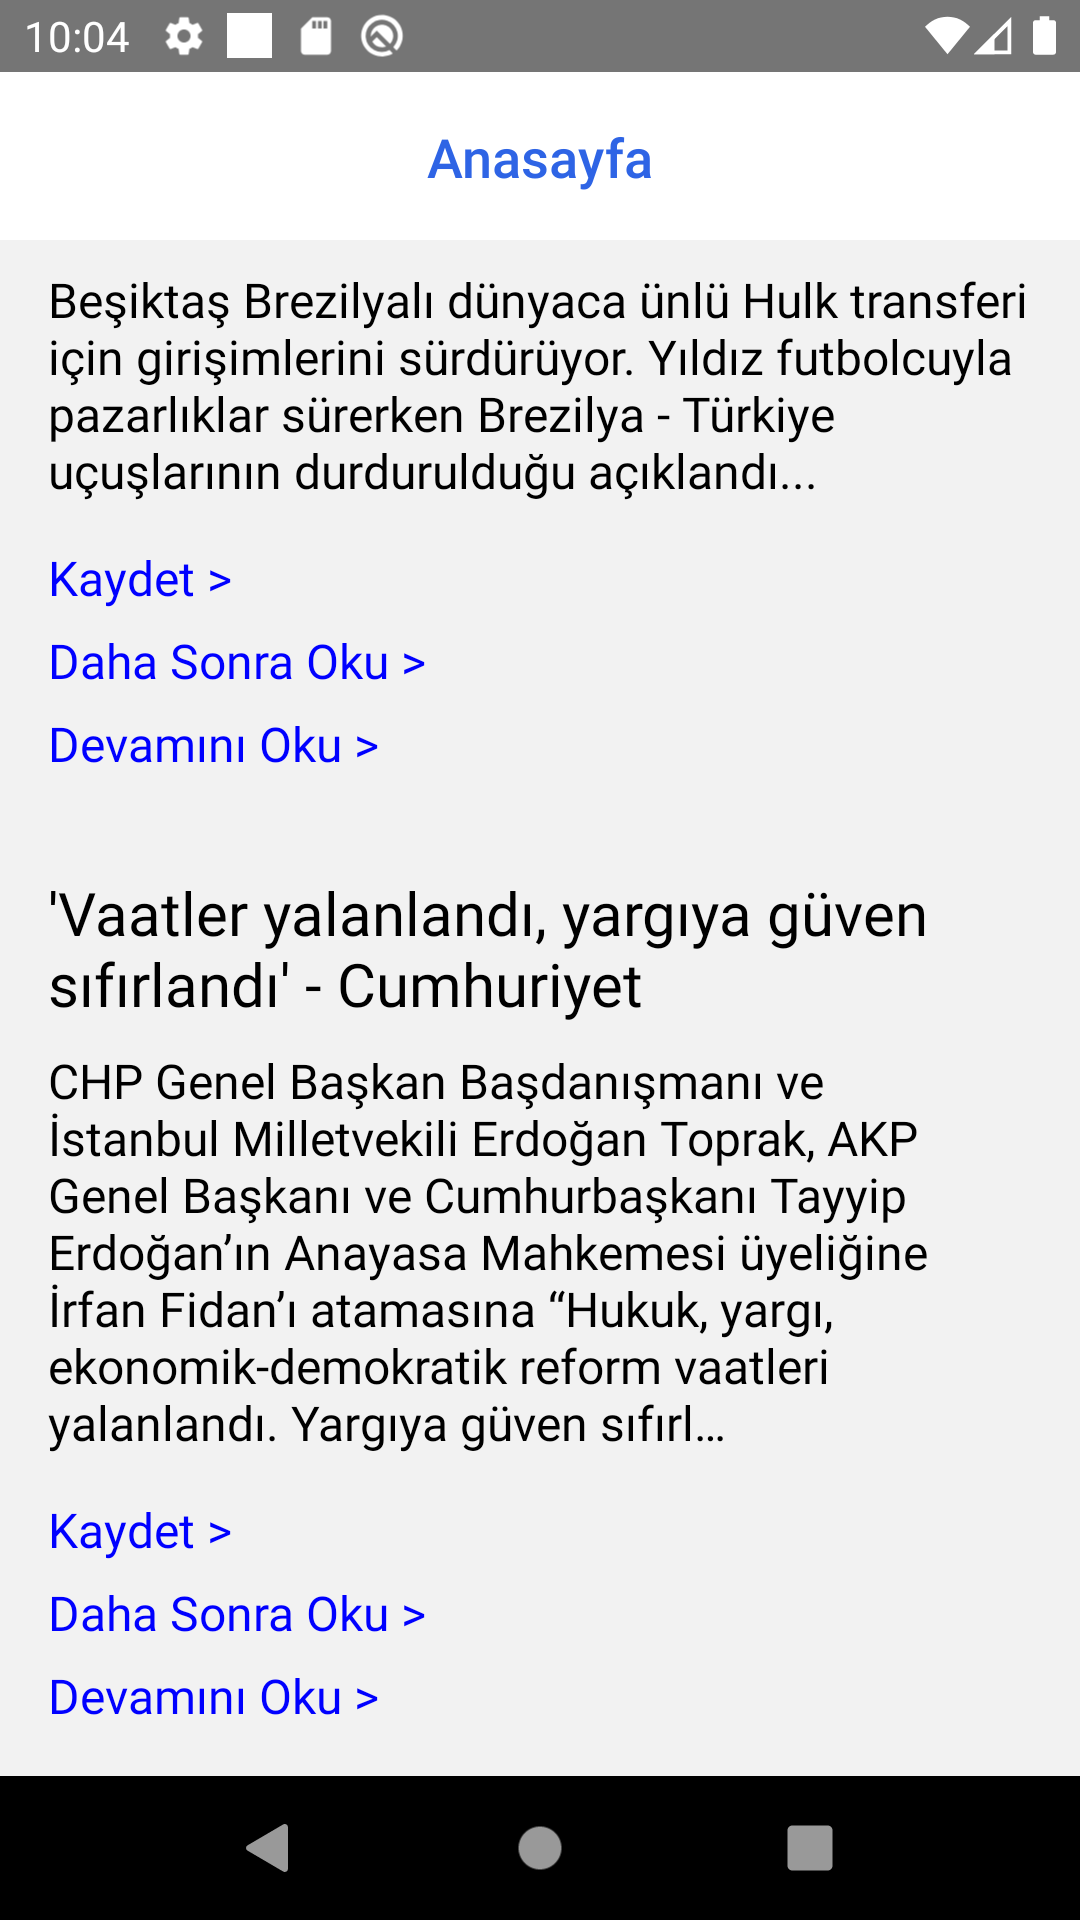 10:04
Anasayfa
Beşiktaş Brezilyalı dünyaca ünlü Hulk transferi
için girişimlerini sürdürüyor. Yıldız futbolcuyla
pazarlıklar sürerken Brezilya - Türkiye
uçuşlarının durdurulduğu açıklandı...
Kaydet >
Daha Sonra Oku >
Devamını Oku >
'Vaatler yalanlandı, yargıya güven
sıfırlandı' - Cumhuriyet
CHP Genel Başkan Başdanışmanı ve
İstanbul Milletvekili Erdoğan Toprak, AKP
Genel Başkanı ve Cumhurbaşkanı Tayyip
Erdoğan’ın Anayasa Mahkemesi üyeliğine
İrfan Fidan’ı atamasına “Hukuk, yargı,
ekonomik-demokratik reform vaatleri
yalanlandı. Yargıya güven sıfırl…
Kaydet >
Daha Sonra Oku >
Devamını Oku >